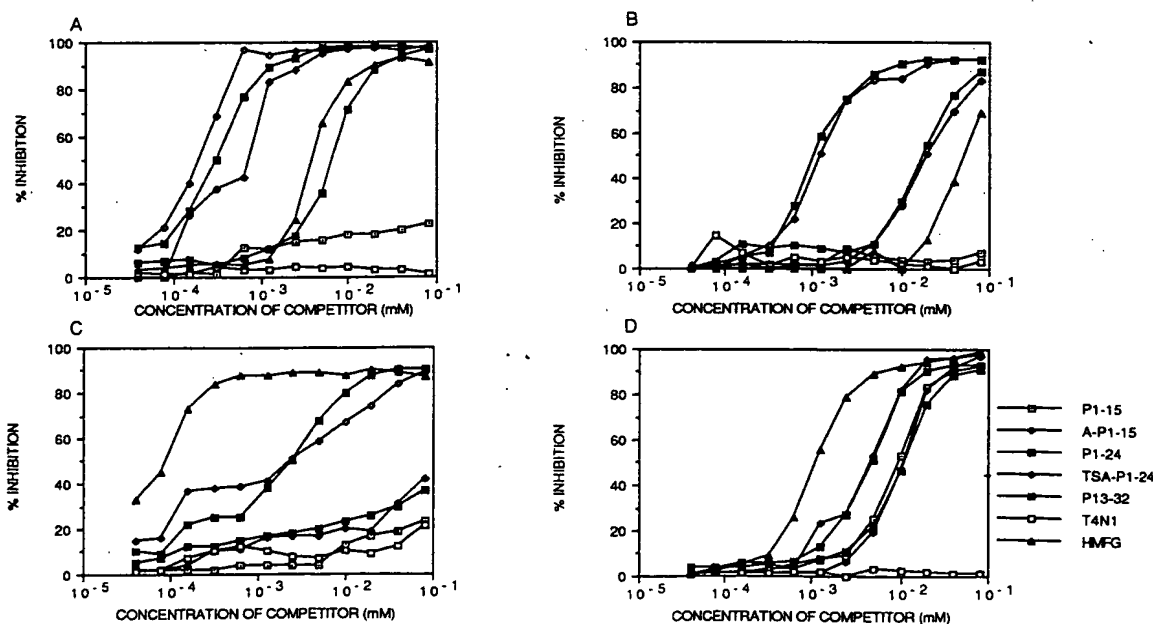 A
% INHIBITION
100
80
60
40
20
0
10-5 10-4 10-3 10-2 10-1
CONCENTRATION OF COMPETITOR (mM)
B
% INHIBITION
100
80
60
40
20
0
10-5 10-4 10-3 10-2 10-1
CONCENTRATION OF COMPETITOR (mM)
C
% INHIBITION
100
80
60
40
20
0
10-5 10-4 10-3 10-2 10-1
CONCENTRATION OF COMPETITOR (mM)
D
% INHIBITION
100
80
60
40
20
0
10-5 10-4 10-3 10-2 10-1
CONCENTRATION OF COMPETITOR (mM)
P1-15
A-P1-15
P1-24
TSA-P1-24
P13-32
T4N1
HMFG